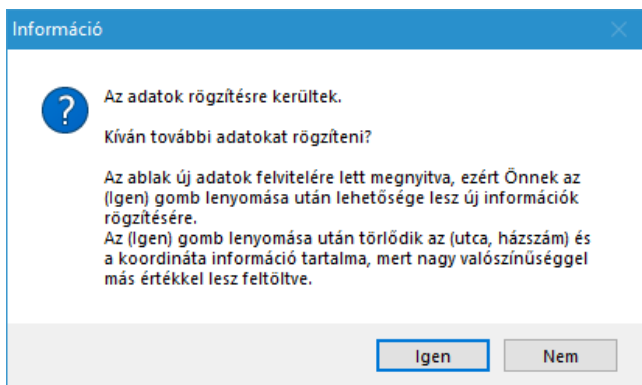 Információ
Az adatok rögzítésre kerültek.
Kíván további adatokat rögzíteni?
Az ablak új adatok felvitelére lett megnyitva, ezért Önnek az
(Igen) gomb lenyomása után lehetősége lesz új információk
rögzítésére.
Az (Igen) gomb lenyomása után törlődik az (utca, házszám) és
a koordináta információ tartalma, mert nagy valószínűséggel
más értékkel lesz feltöltve.
Igen
Nem